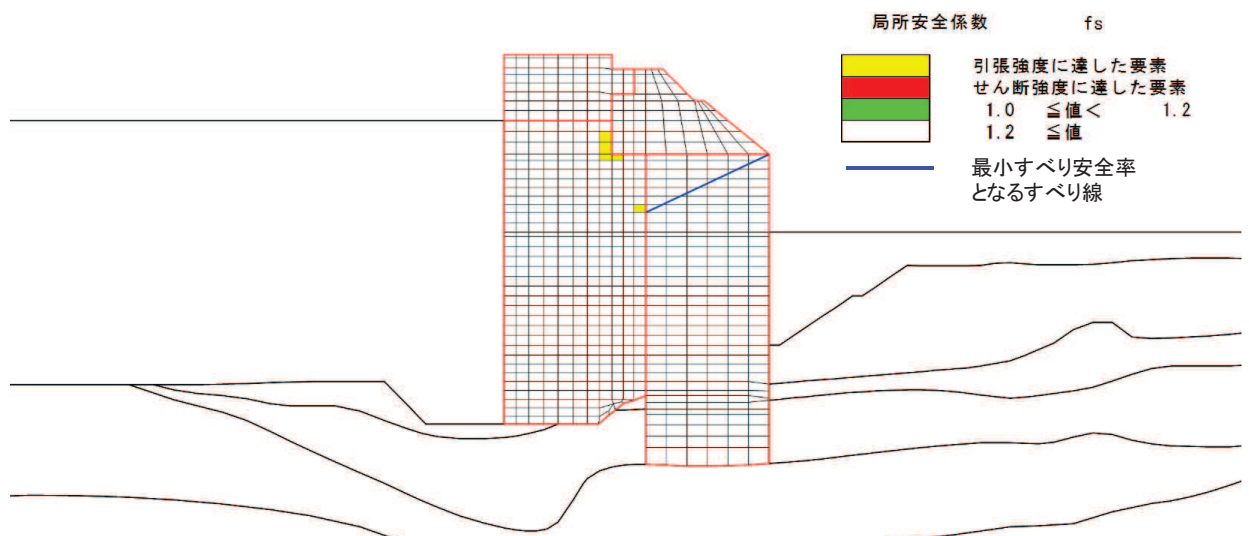 局所安全係数 fs
引張強度に達した要素
せん断強度に達した要素
1.0 ≦値< 1.2
1.2 ≦値
最小すべり安全率
となるすべり線